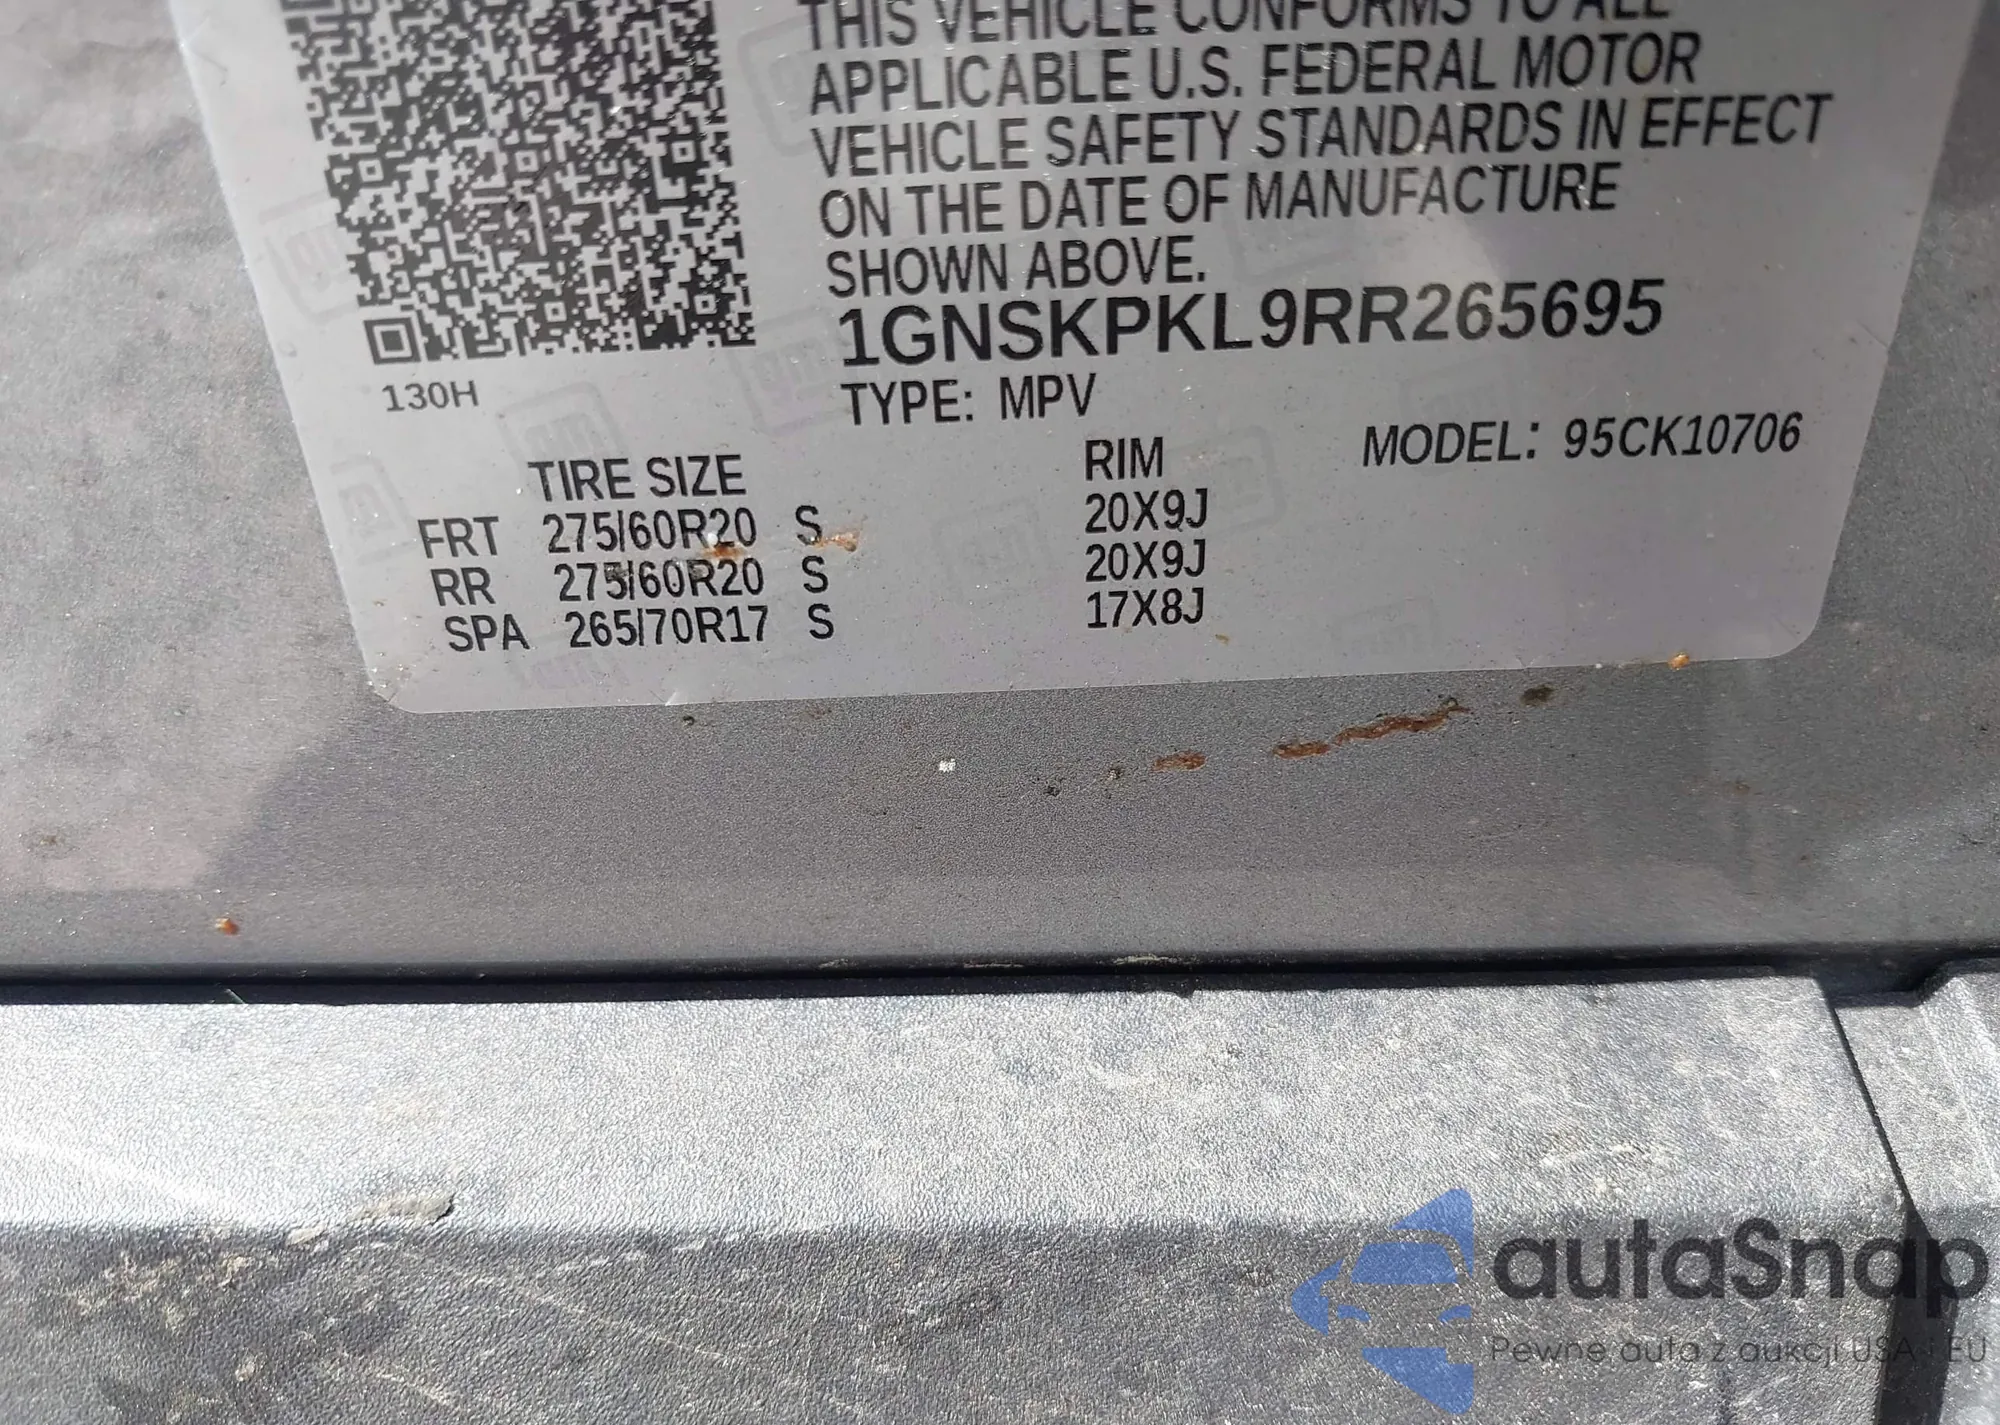 THIS VEHICLE CONFORMS TO ALL
APPLICABLE U.S. FEDERAL MOTOR
VEHICLE SAFETY STANDARDS IN EFFECT
ON THE DATE OF MANUFACTURE
SHOWN ABOVE.
1GNSKPKL9RR265695
130H
TYPE: MPV
MODEL: 95CK10706
TIRE SIZE RIM
FRT 275/60R20 S 20X9J
RR 275/60R20 S 20X9J
SPA 265/70R17 S 17X8J
autaSnap
Pewne auta z aukcji USA i EU